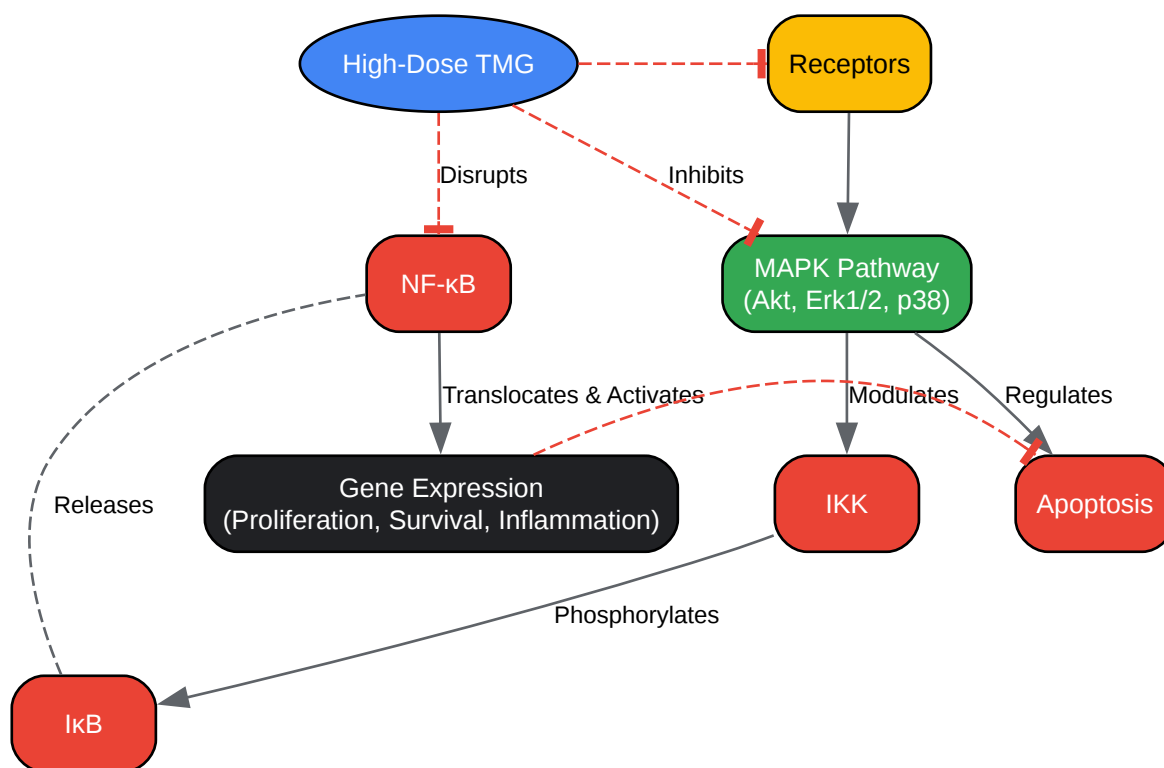 High-Dose TMG
Receptors
Disrupts
Inhibits
NF-κB
MAPK Pathway
(Akt, Erk1/2, p38)
Translocates & Activates
Modulates
Regulates
Releases
Gene Expression
(Proliferation, Survival, Inflammation)
IKK
Apoptosis
Phosphorylates
IκB